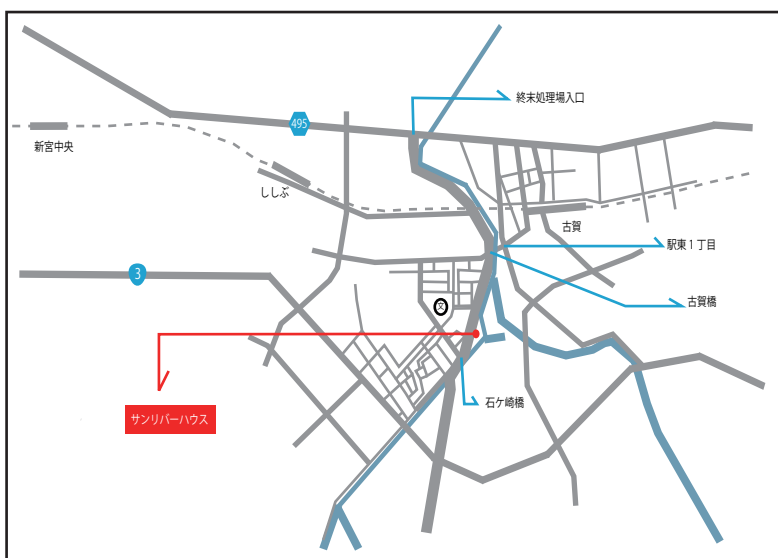 終末処理場入口
495
新宮中央
ししぶ
古賀
駅東1丁目
3
古賀橋
文
石ケ崎橋
サンリバーハウス